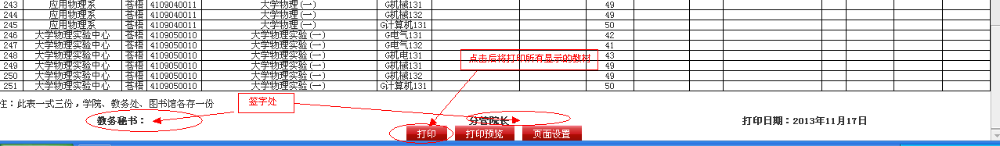 243 应用物理系 苍梧 4109040011 大学物理(一) G机械131 49
244 应用物理系 苍梧 4109040011 大学物理(一) G机械132 49
245 应用物理系 苍梧 4109040011 大学物理(一) G计算机131 50
246 大学物理实验中心 苍梧 4109050010 大学物理实验(一) G电气131 42
247 大学物理实验中心 苍梧 4109050010 大学物理实验(一) G电气132 41
248 大学物理实验中心 苍梧 4109050010 大学物理实验(一) G机电131 43
249 大学物理实验中心 苍梧 4109050010 大学物理实验(一) G机械131 49
250 大学物理实验中心 苍梧 4109050010 大学物理实验(一) G机械132 49
251 大学物理实验中心 苍梧 4109050010 大学物理实验(一) G计算机131 50
点击后将打印所有显示的教材
注：此表一式三份，学院、教务处、图书馆各存一份
签字处
教务秘书： 分管院长 打印日期：2013年11月17日
打印 打印预览 页面设置